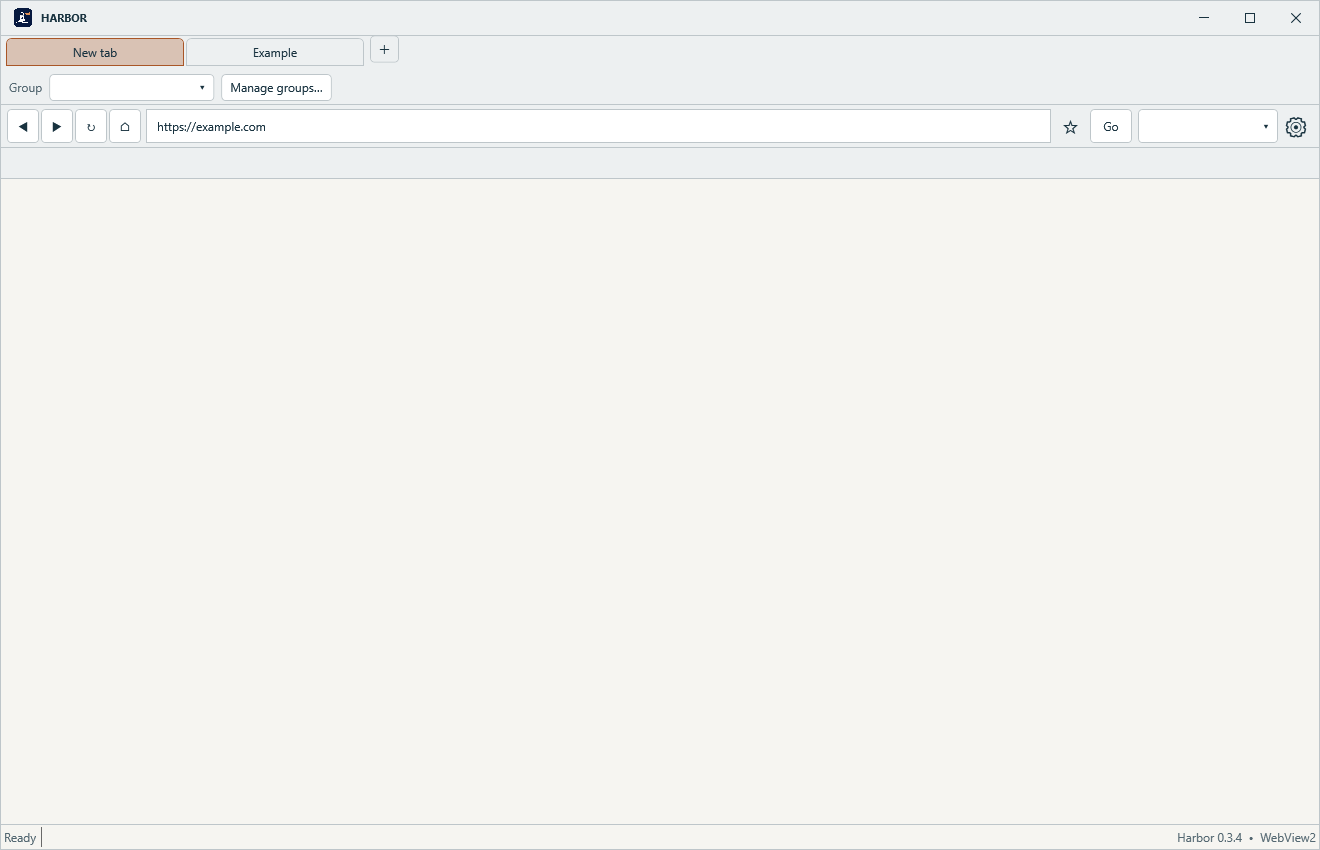 HARBOR
New tab
Example
+
Group
Manage groups...
https://example.com
Go
Ready
Harbor 0.3.4 • WebView2